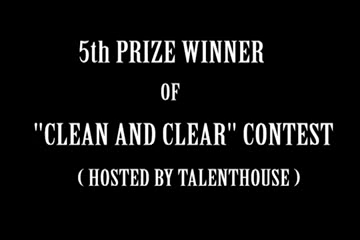 5th PRIZE WINNER
OF
"CLEAN AND CLEAR" CONTEST
( HOSTED BY TALENTHOUSE )